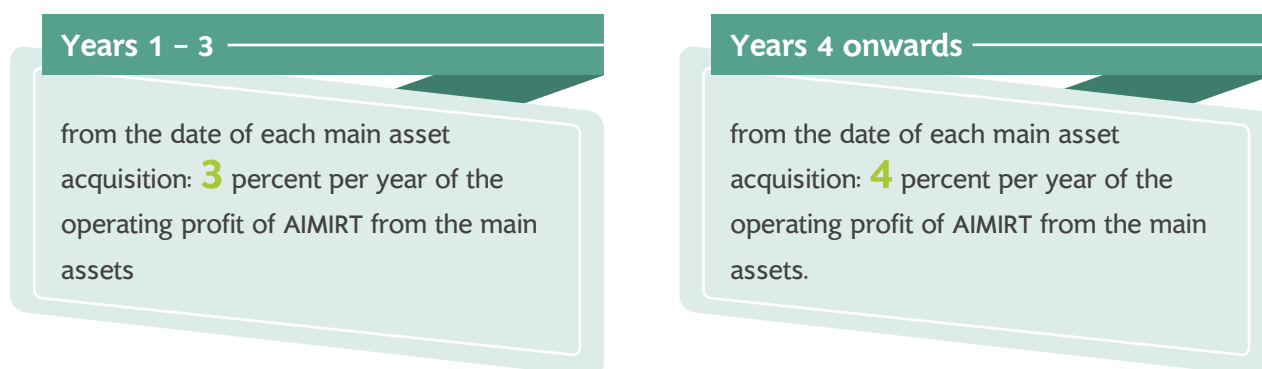 Years 1 – 3
from the date of each main asset
acquisition: 3 percent per year of the
operating profit of AIMIRT from the main
assets
Years 4 onwards
from the date of each main asset
acquisition: 4 percent per year of the
operating profit of AIMIRT from the main
assets.